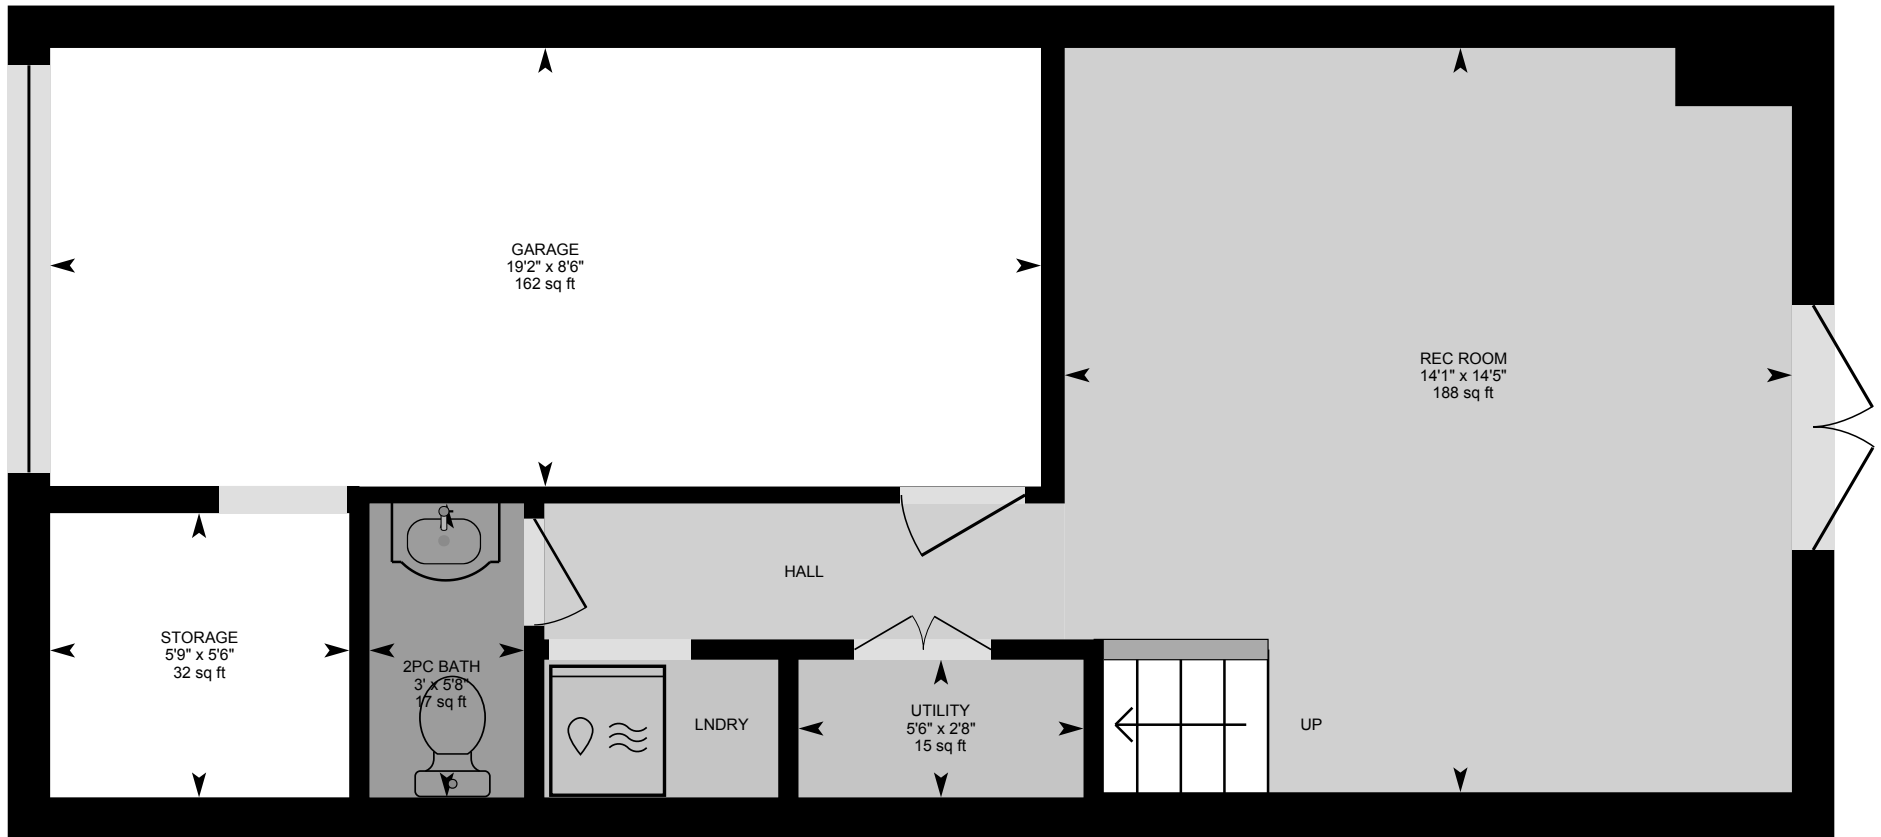 GARAGE
19'2" x 8'6"
162 sq ft
REC ROOM
14'1" x 14'5"
188 sq ft
HALL
STORAGE
5'9" x 5'6"
32 sq ft
2PC BATH
3' x 5'8"
17 sq ft
LNDRY
UTILITY
5'6" x 2'8"
15 sq ft
UP